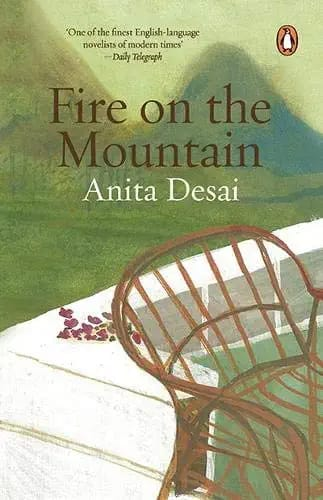 'One of the finest English-language
novelists of modern times'
—Daily Telegraph
Fire on the
Mountain
Anita Desai